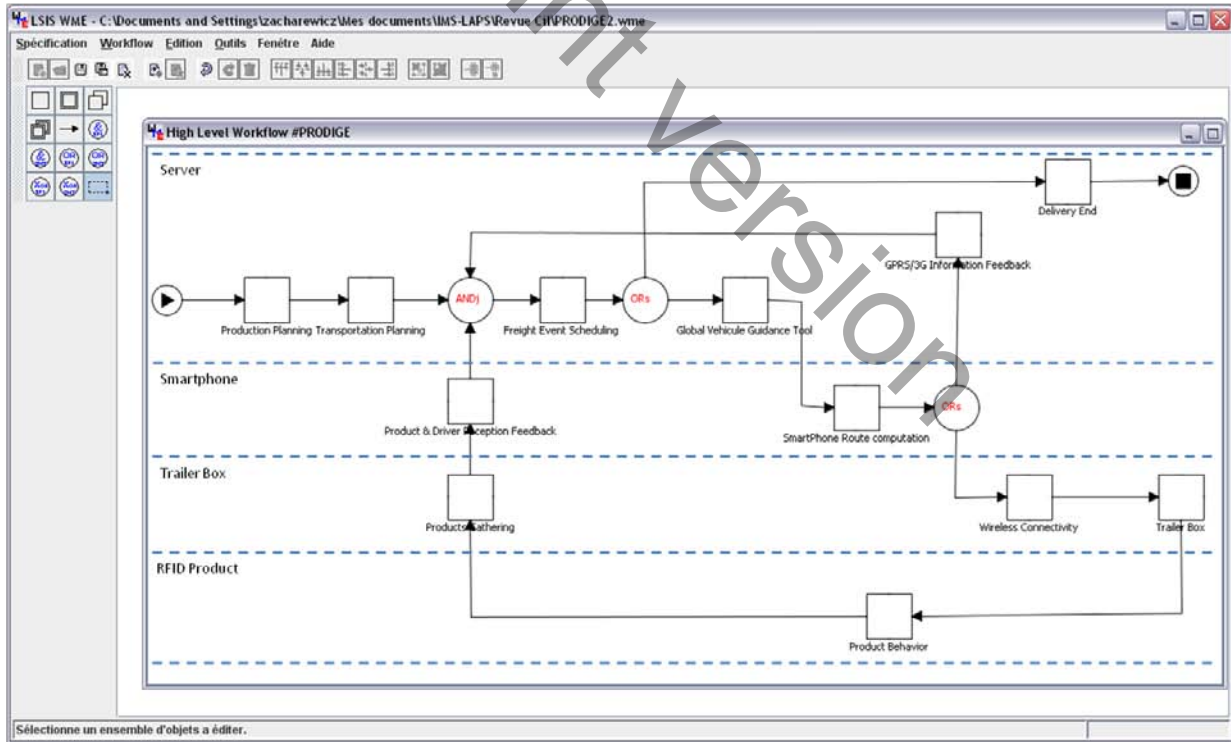 LSIS WME - C:\Documents and Settings\zacharewicz\Mes documents\IMS-LAPS\Revue Cif\PRODIGE2.wme
Spécification Workflow Edition Outils Fenêtre Aide
High Level Workflow #PRODIGE
Server
Delivery End
GPRS/3G Information Feedback
ANDj
ORs
Production Planning
Transportation Planning
Freight Event Scheduling
Global Vehicule Guidance Tool
Smartphone
ORs
Product & Driver Reception Feedback
SmartPhone Route computation
Trailer Box
Products Gathering
Wireless Connectivity
Trailer Box
RFID Product
Product Behavior
Sélectionne un ensemble d'objets a éditer.
nt version